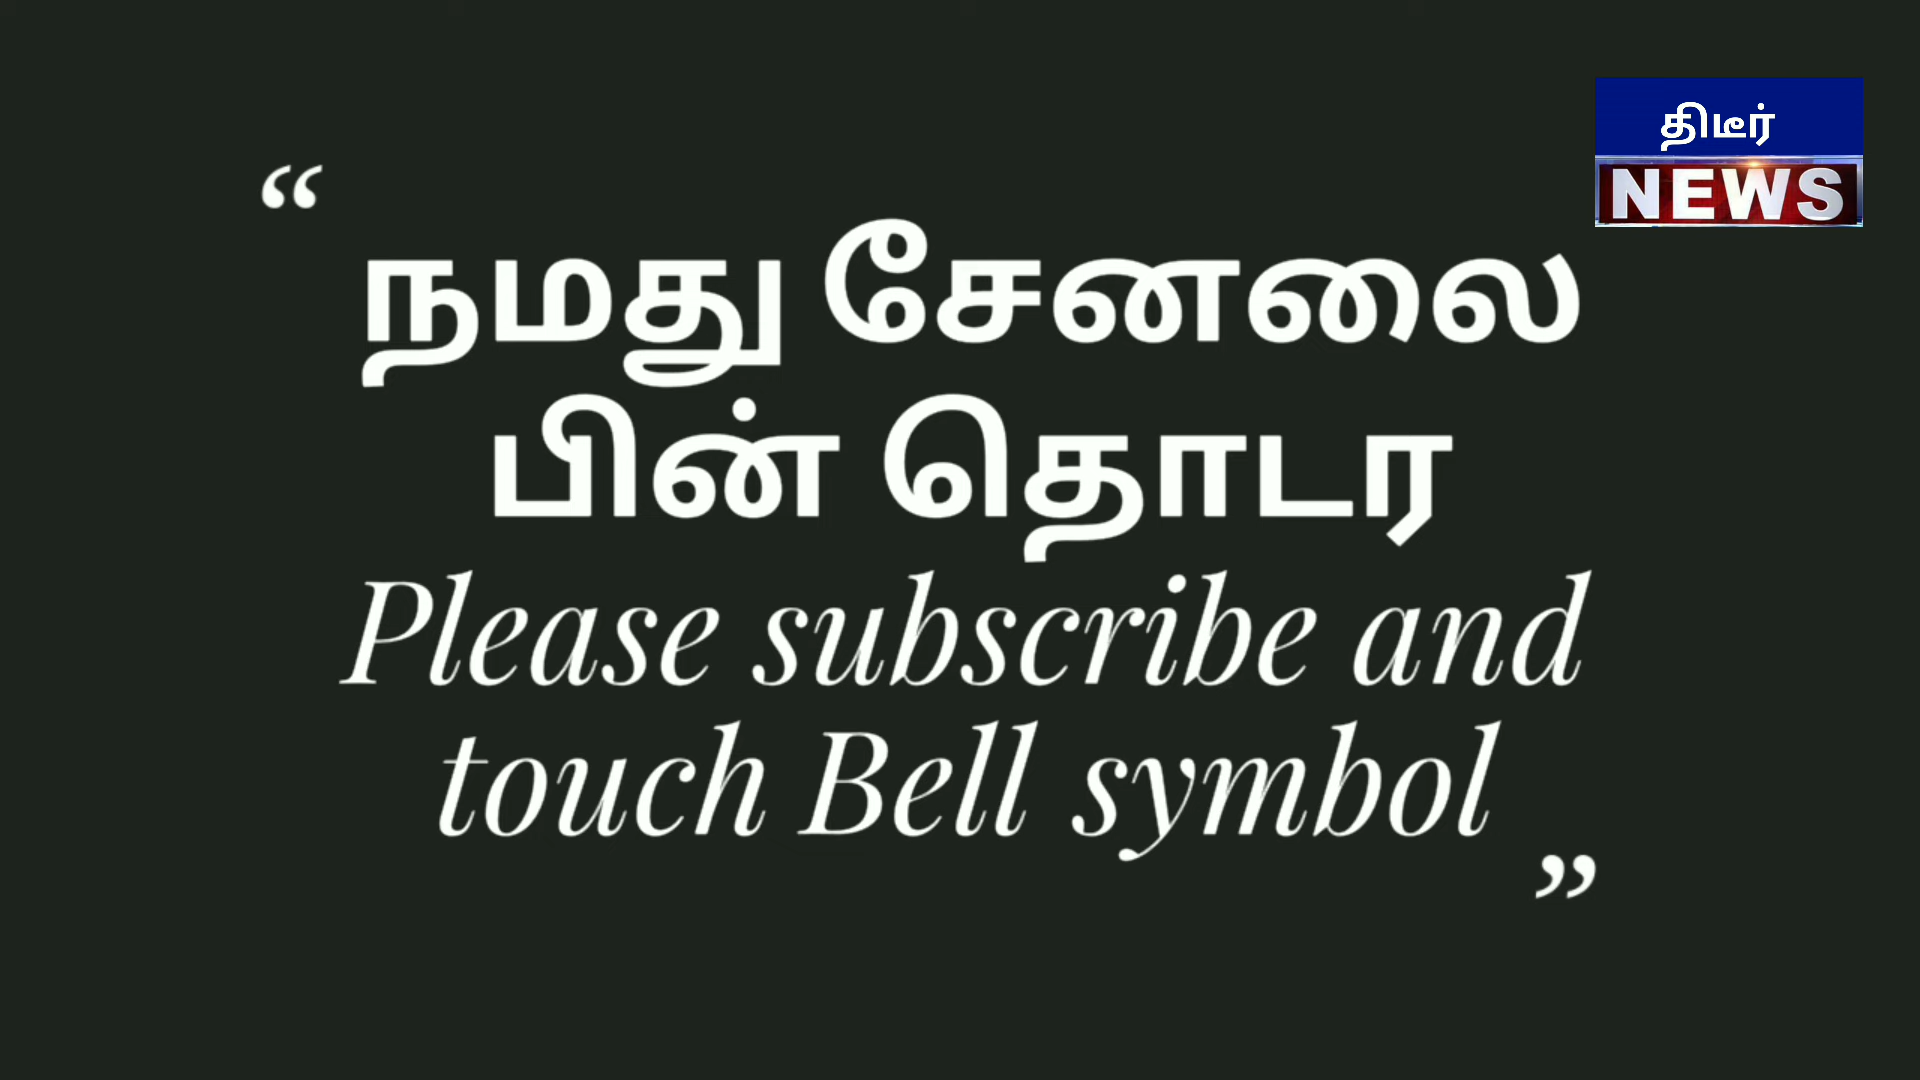 திடீர்
NEWS
“
நமது சேனலை
பின் தொடர
Please subscribe and
touch Bell symbol
”